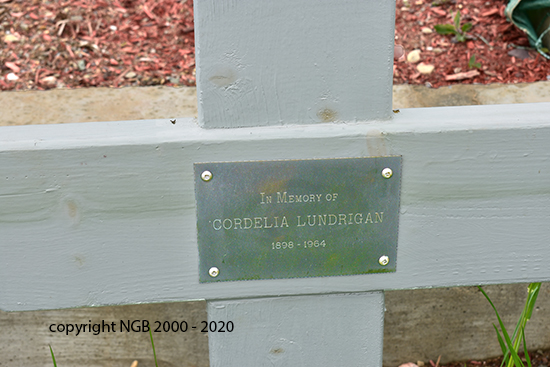 IN MEMORY OF
CORDELIA LUNDRIGAN
1898 - 1964
copyright NGB 2000 - 2020